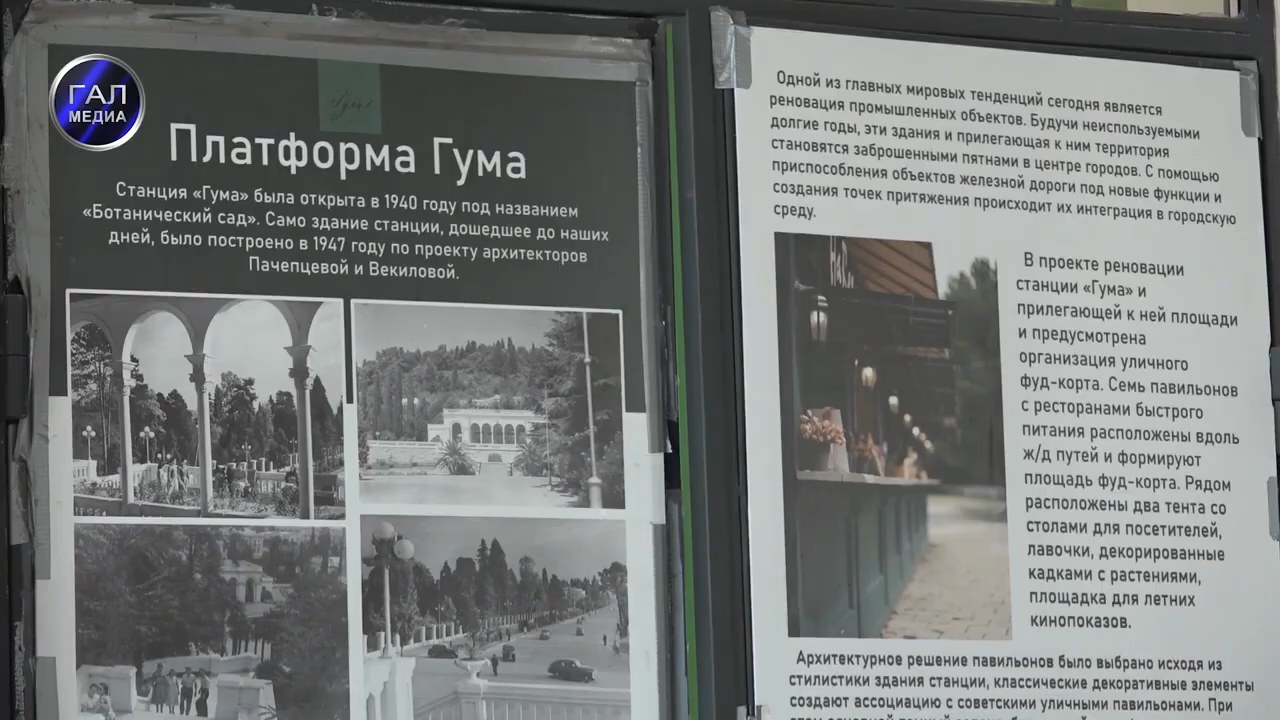 ГАЛ
МЕДИА
Платформа Гума
Станция «Гума» была открыта в 1940 году под названием
«Ботанический сад». Само здание станции, дошедшее до наших
дней, было построено в 1947 году по проекту архитекторов
Пачепцевой и Векиловой.
Одной из главных мировых тенденций сегодня является
реновация промышленных объектов. Будучи неиспользуемыми
долгие годы, эти здания и прилегающая к ним территория
становятся заброшенными пятнами в центре городов. С помощью
приспособления объектов железной дороги под новые функции и
создания точек притяжения происходит их интеграция в городскую
среду.
В проекте реновации
станции «Гума» и
прилегающей к ней площади
и предусмотрена
организация уличного
фуд-корта. Семь павильонов
с ресторанами быстрого
питания расположены вдоль
ж/д путей и формируют
площадь фуд-корта. Рядом
расположены два тента со
столами для посетителей,
лавочки, декорированные
кадками с растениями,
площадка для летних
кинопоказов.
Архитектурное решение павильонов было выбрано исходя из
стилистики здания станции, классические декоративные элементы
создают ассоциацию с советскими уличными павильонами. При